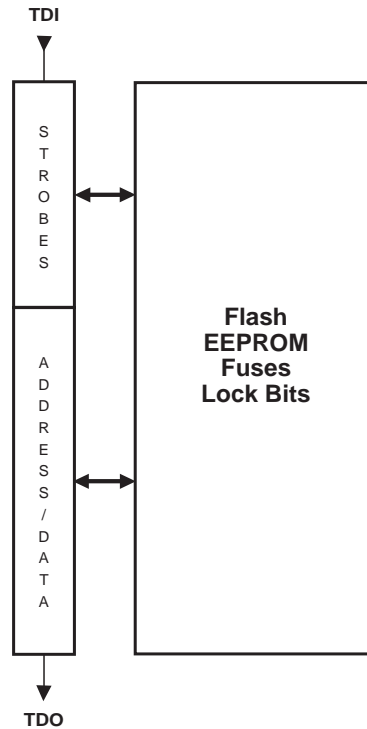 TDI
STROBES
ADDRESS/DATA
Flash
EEPROM
Fuses
Lock Bits
TDO